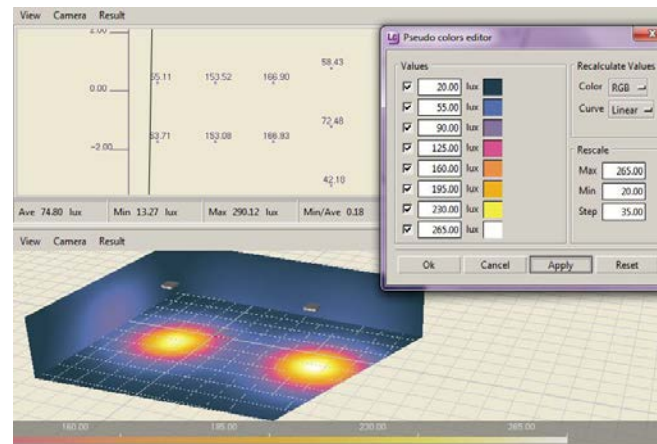 View Camera Result
2.00
0.00
-2.00
65.11 153.52 166.90
58.43
63.71 153.08 166.93
72.48
42.10
Ave 74.80 lux Min 13.27 lux Max 290.12 lux Min/Ave 0.18
Pseudo colors editor
Values
20.00 lux
55.00 lux
90.00 lux
125.00 lux
160.00 lux
195.00 lux
230.00 lux
265.00 lux
Recalculate Values
Color RGB
Curve Linear
Rescale
Max 265.00
Min 20.00
Step 35.00
Ok Cancel Apply Reset
View Camera Result
160.00 195.00 230.00 265.00